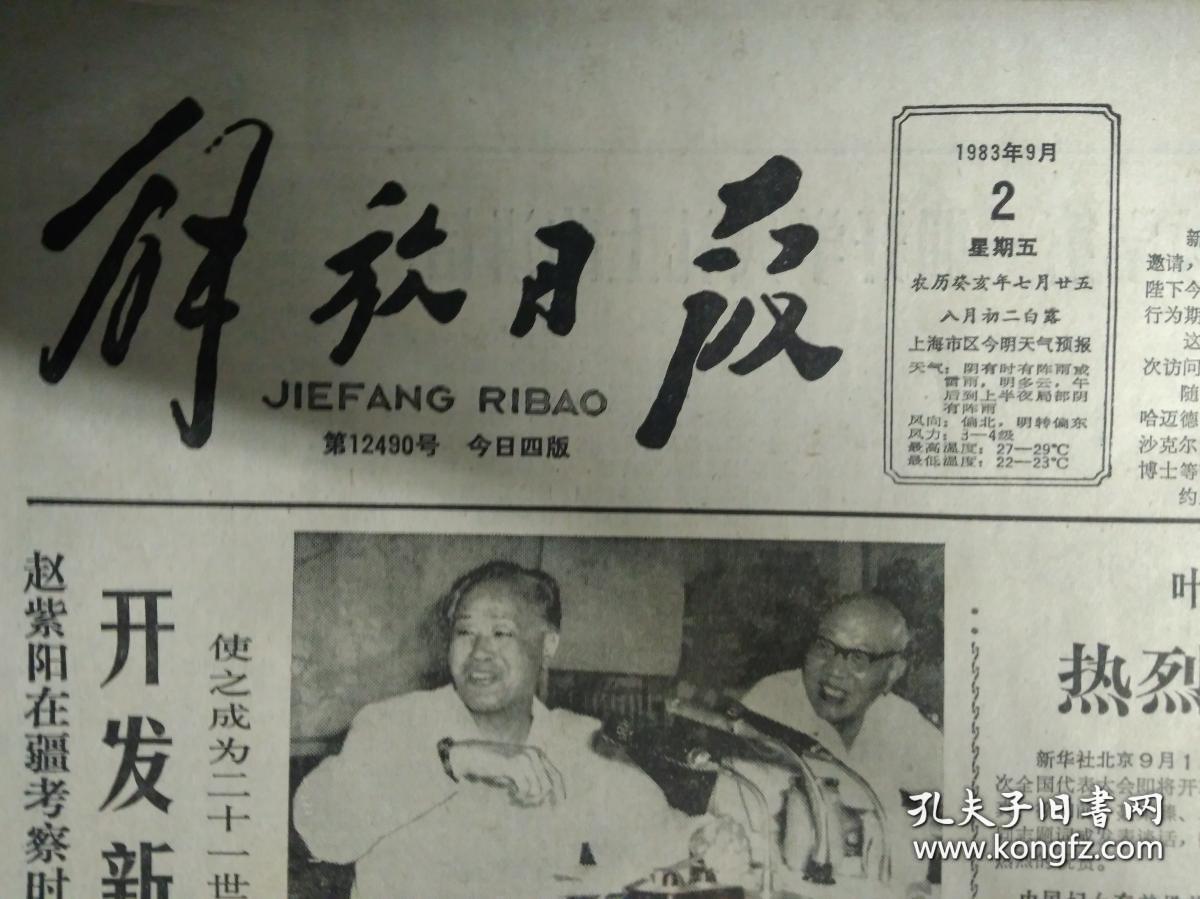 解放日报
JIEFANG RIBAO
第12490号 今日四版
1983年9月
2
星期五
农历癸亥年七月廿五
八月初二白露
上海市区今明天气预报
天气：阴有时有阵雨或
雷雨，明多云，午
后到上半夜局部阴
有阵雨
风向：偏北，明转偏东
风力：3—4级
最高温度：27—29℃
最低温度：22—23℃
新
邀请，
陛下今
行为期
这
次访问
随
哈迈德
沙克尔
博士等
约
赵紫阳在疆考察时
开发新
使之成为二十一世
叶
热烈
新华社北京9月1
次全国代表大会即将开
孔夫子旧书网
www.kongfz.com